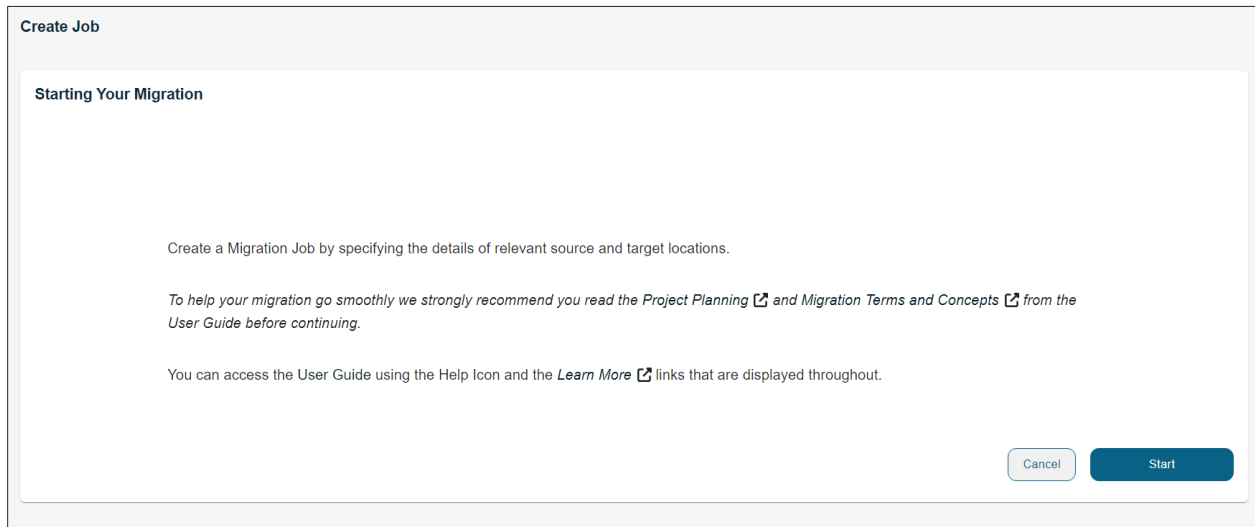 Create Job
Starting Your Migration
Create a Migration Job by specifying the details of relevant source and target locations.
To help your migration go smoothly we strongly recommend you read the Project Planning and Migration Terms and Concepts from the
User Guide before continuing.
You can access the User Guide using the Help Icon and the Learn More links that are displayed throughout.
Cancel
Start